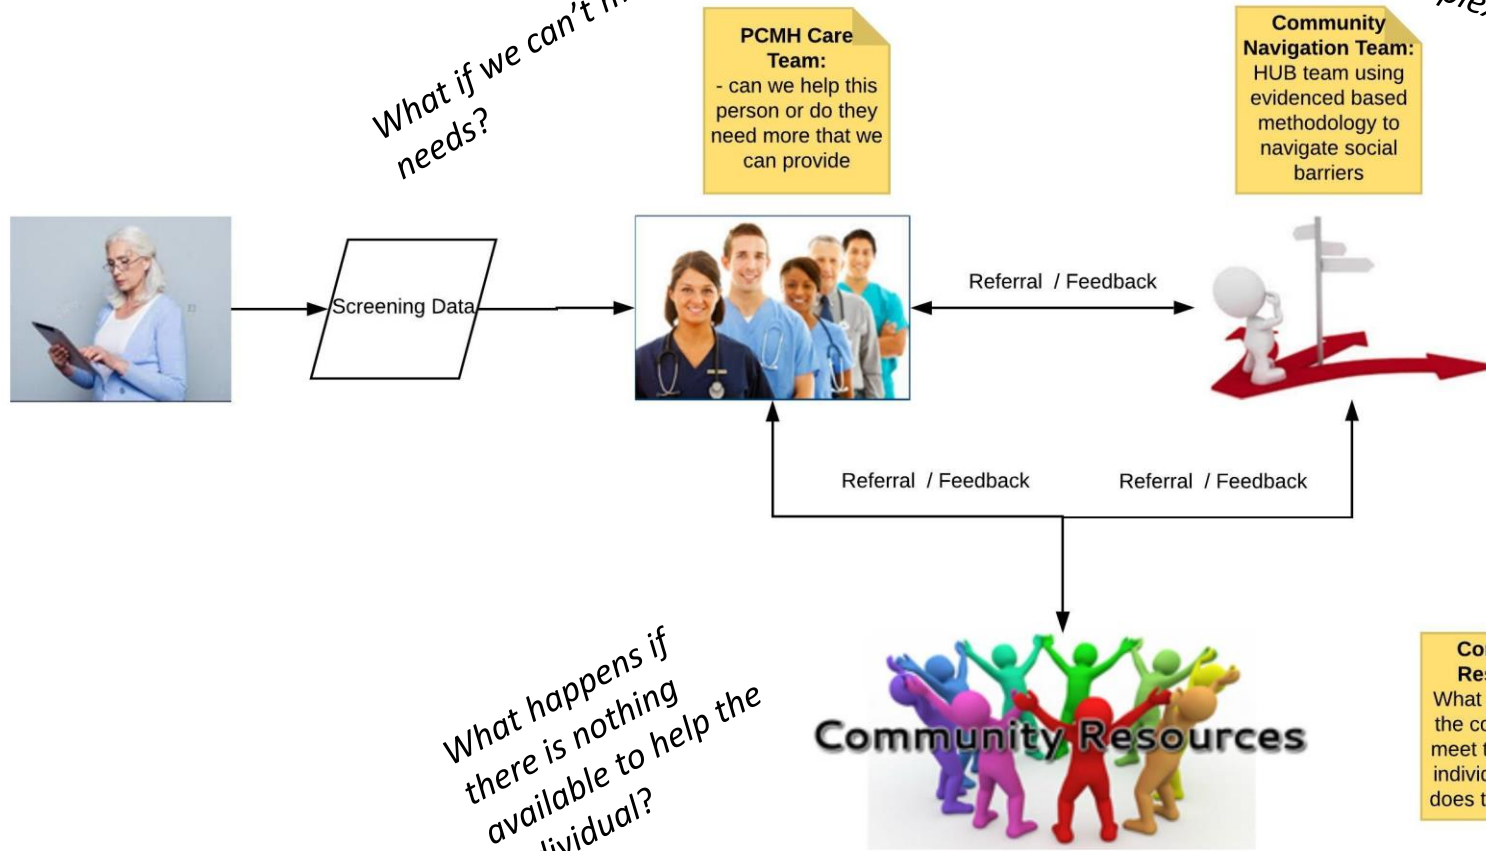 What if we can't
needs?
PCMH Care
Team:
- can we help this
person or do they
need more that we
can provide
Community
Navigation Team:
HUB team using
evidenced based
methodology to
navigate social
barriers
Screening Data
Referral / Feedback
Referral / Feedback
Referral / Feedback
What happens if
there is nothing
available to help the
Community Resources
What
the
meet
does